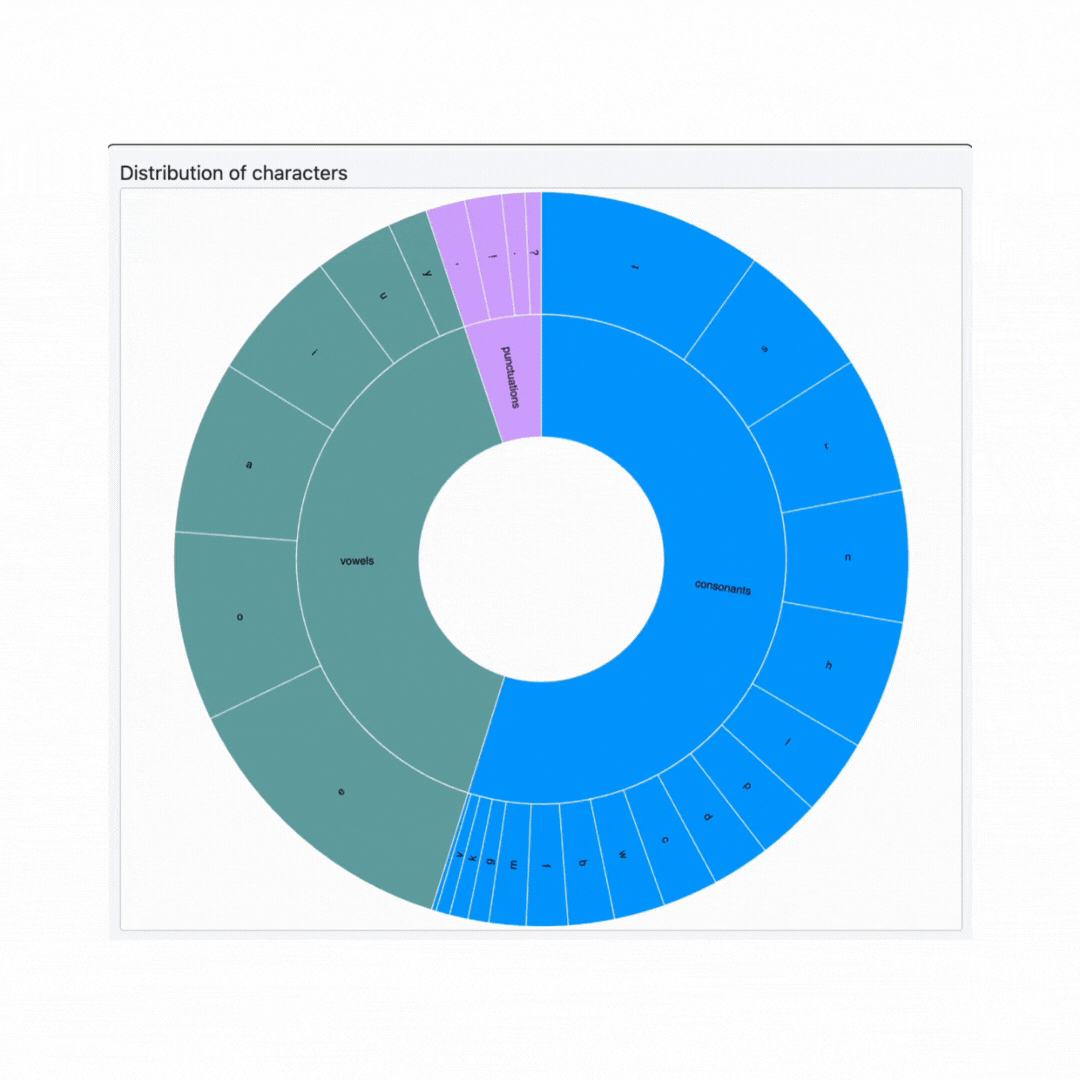 Distribution of characters
?
.
!
t
y
u
s
i
punctuations
r
a
n
vowels
consonants
o
h
l
e
c
w
v
k
g
m
f
b